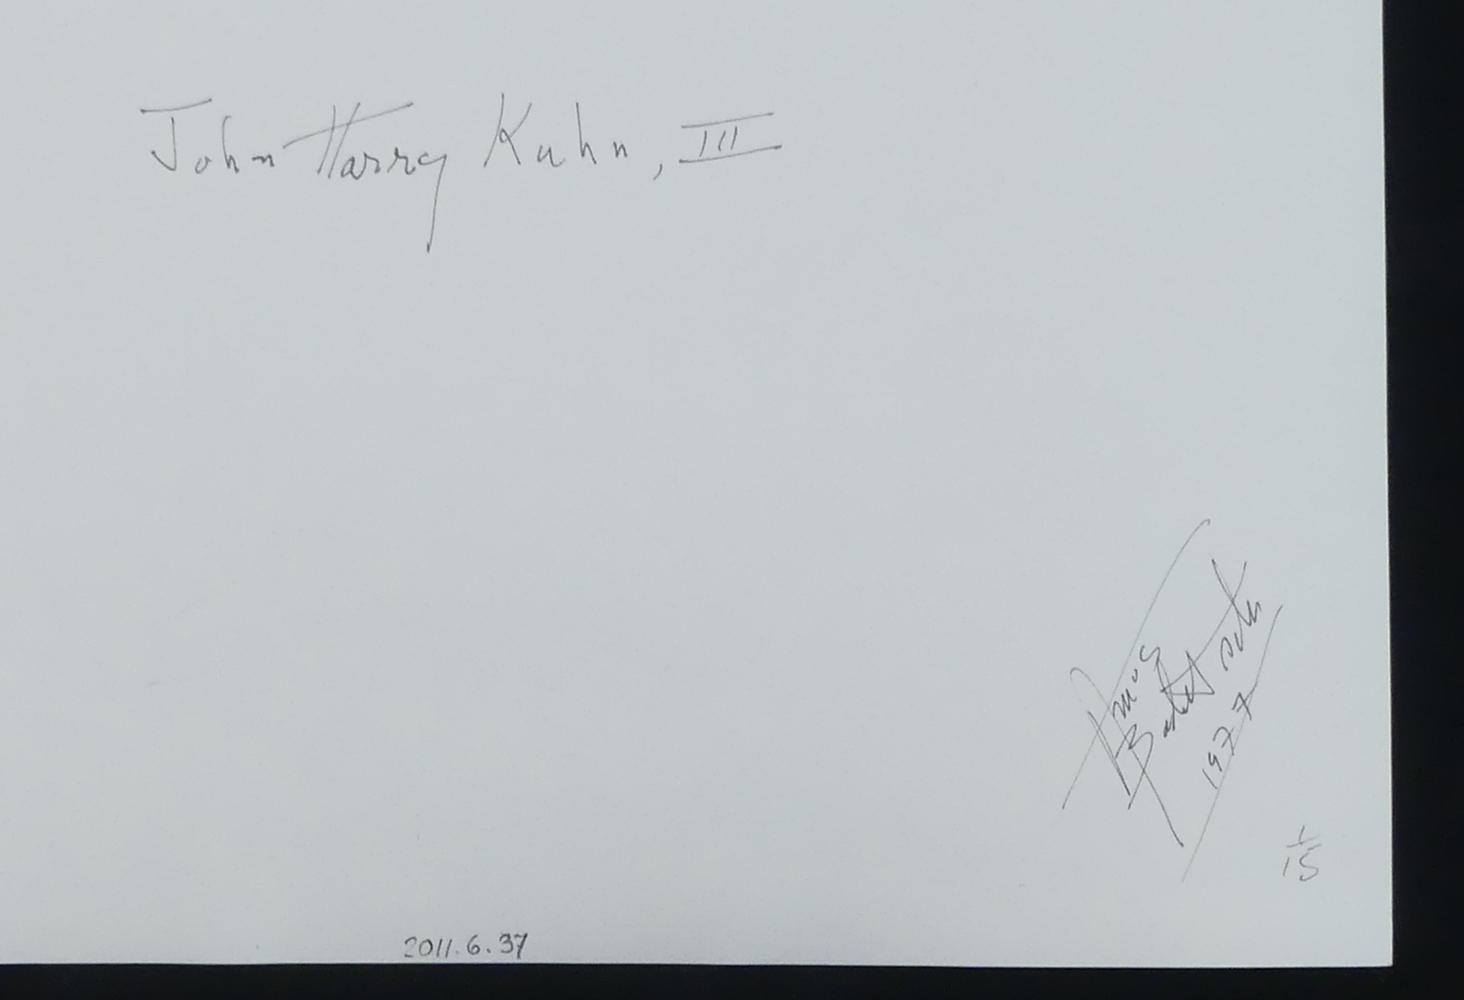 John Harry Kuhn, III
Amos
Badertscher
1977
1/15
2011.6.37